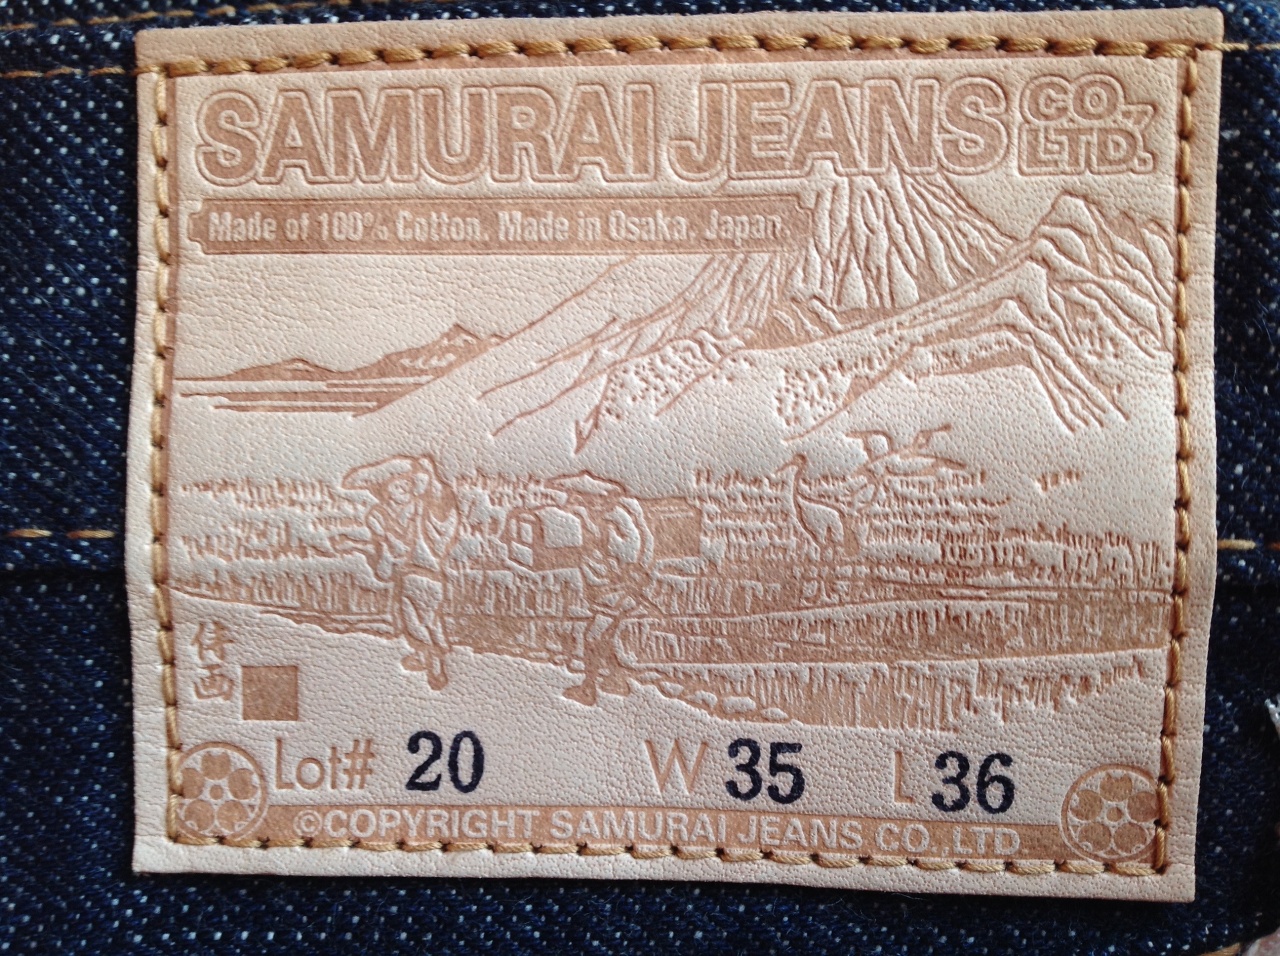 SAMURAI JEANS CO., LTD.
Made of 100% Cotton. Made in Osaka, Japan.
画
Lot# 20 W 35 L 36
©COPYRIGHT SAMURAI JEANS CO.,LTD